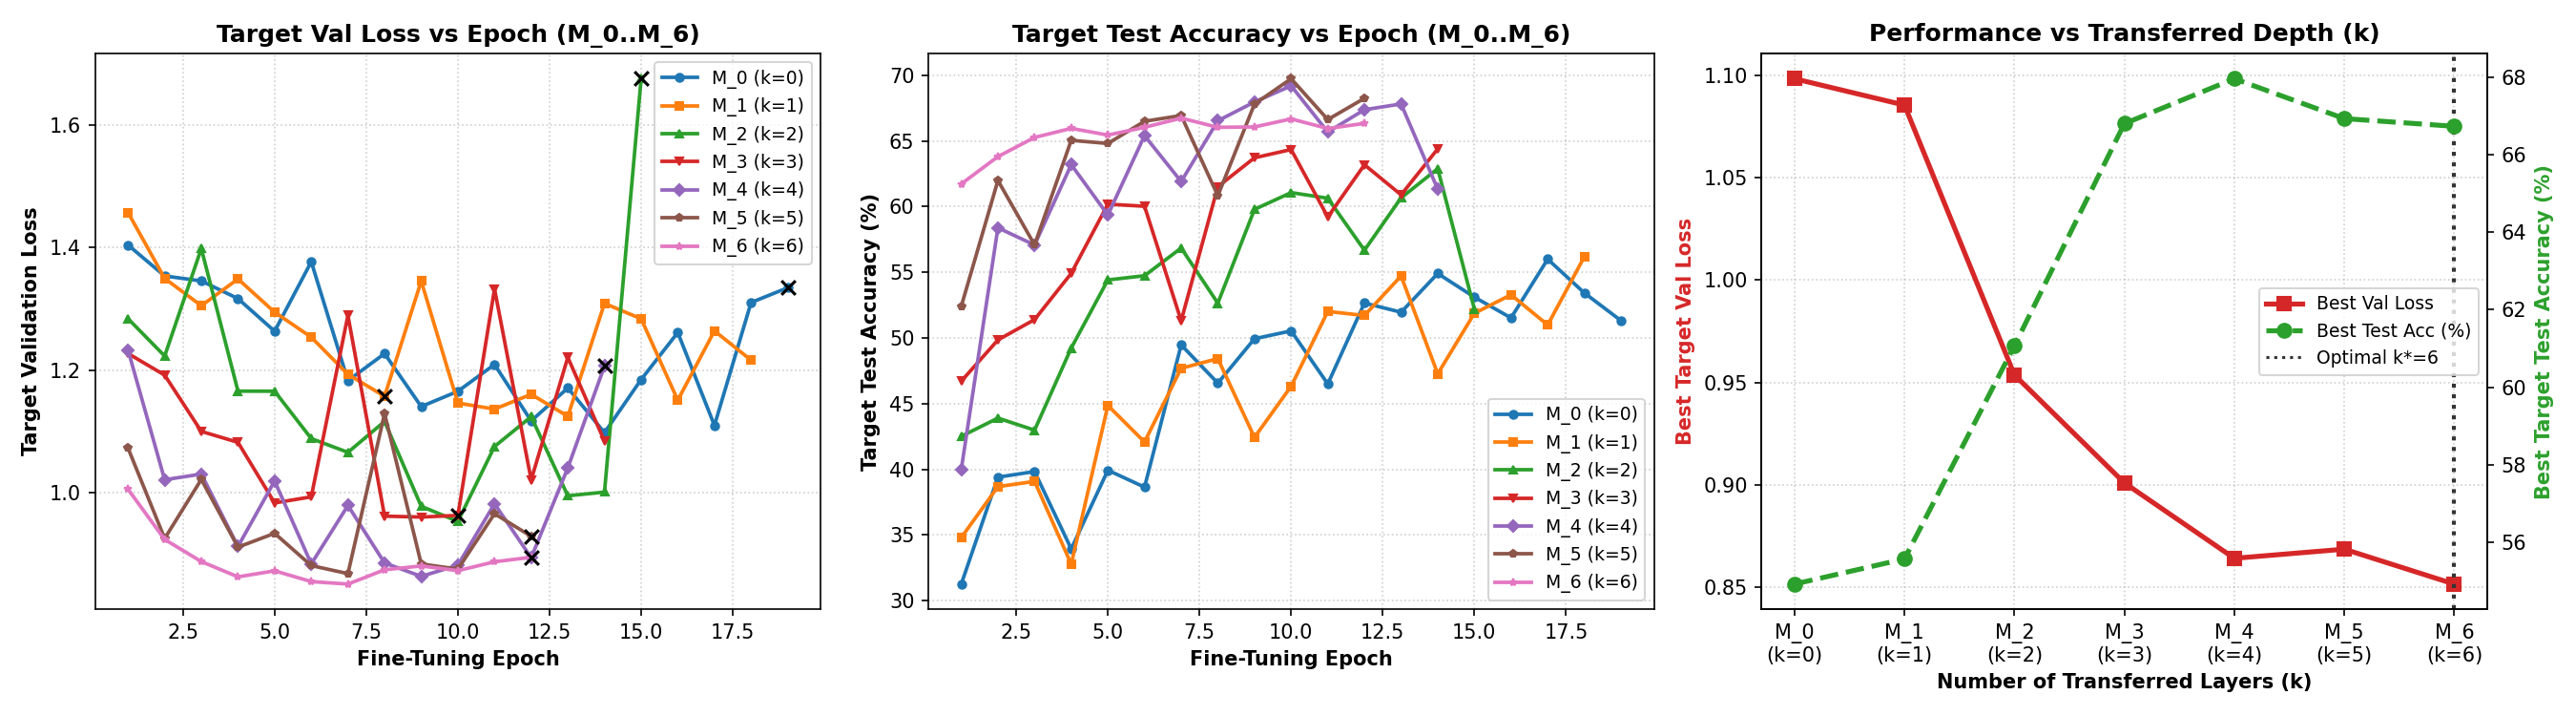 Target Val Loss vs Epoch (M_0..M_6)
Target Validation Loss
1.6
1.4
1.2
1.0
2.5 5.0 7.5 10.0 12.5 15.0 17.5
Fine-Tuning Epoch
M_0 (k=0)
M_1 (k=1)
M_2 (k=2)
M_3 (k=3)
M_4 (k=4)
M_5 (k=5)
M_6 (k=6)
Target Test Accuracy vs Epoch (M_0..M_6)
Target Test Accuracy (%)
70
65
60
55
50
45
40
35
30
2.5 5.0 7.5 10.0 12.5 15.0 17.5
Fine-Tuning Epoch
M_0 (k=0)
M_1 (k=1)
M_2 (k=2)
M_3 (k=3)
M_4 (k=4)
M_5 (k=5)
M_6 (k=6)
Performance vs Transferred Depth (k)
Best Target Val Loss
1.10
1.05
1.00
0.95
0.90
0.85
M_0 M_1 M_2 M_3 M_4 M_5 M_6
(k=0) (k=1) (k=2) (k=3) (k=4) (k=5) (k=6)
Number of Transferred Layers (k)
Best Val Loss
Best Test Acc (%)
Optimal k*=6
68
66
64
62
60
58
56
Best Target Test Accuracy (%)